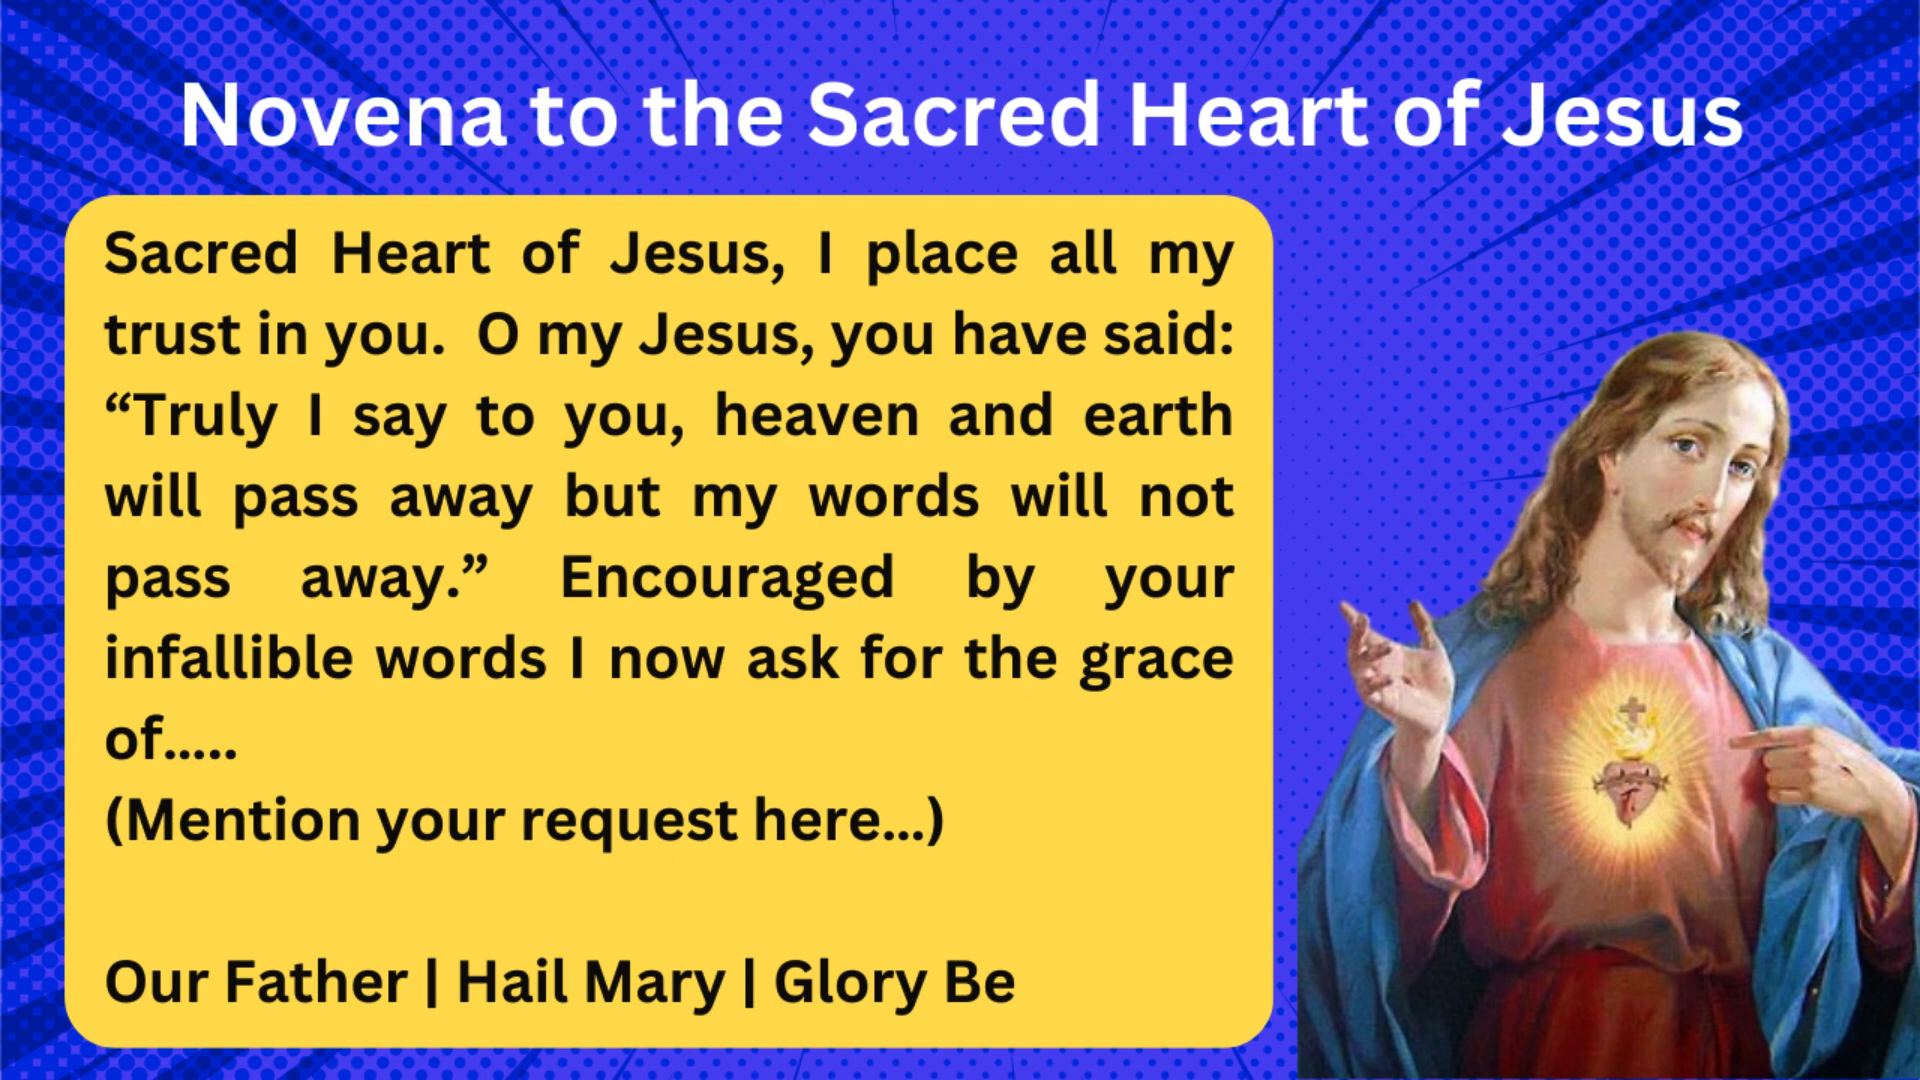 Novena to the Sacred Heart of Jesus
Sacred Heart of Jesus, I place all my
trust in you. O my Jesus, you have said:
“Truly I say to you, heaven and earth
will pass away but my words will not
pass away.” Encouraged by your
infallible words I now ask for the grace
of.....
(Mention your request here...)
Our Father | Hail Mary | Glory Be